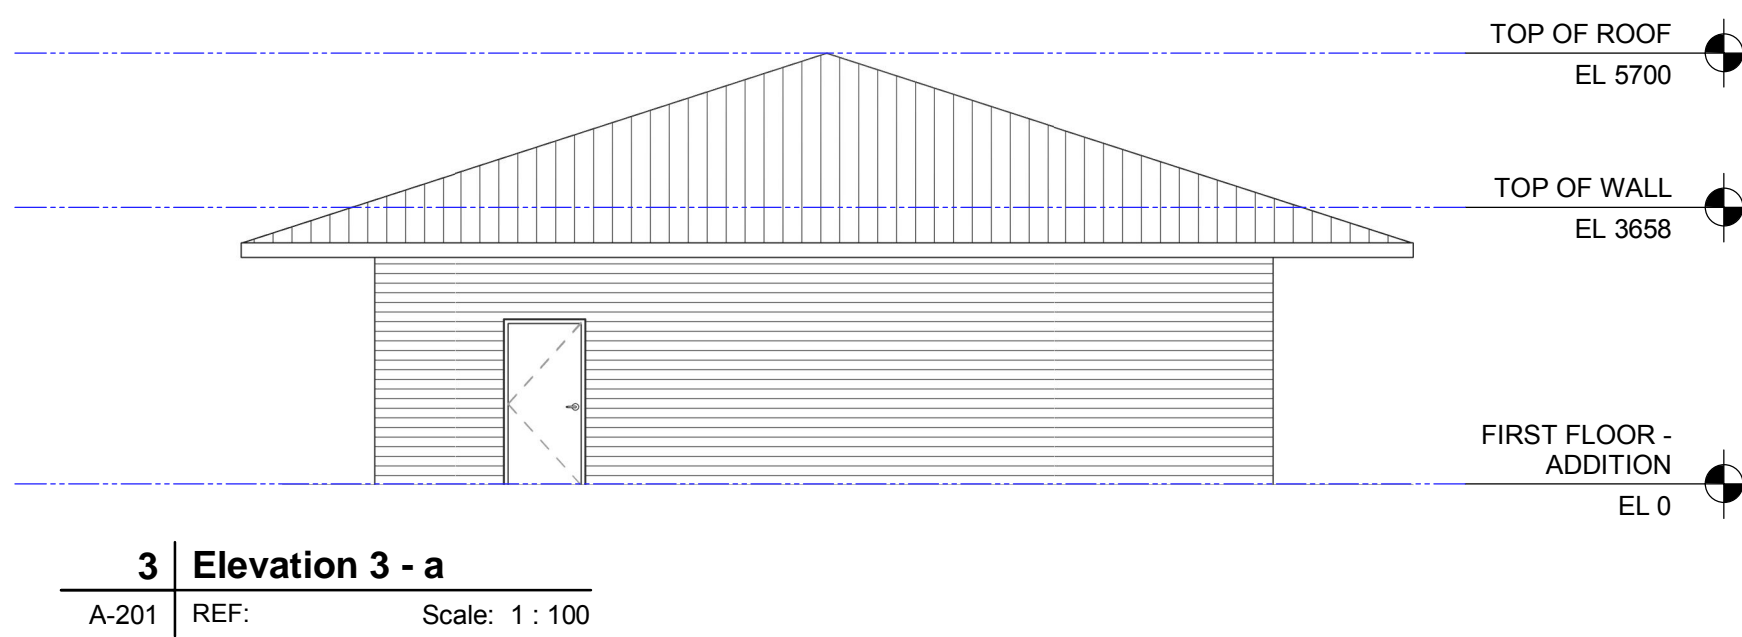 TOP OF ROOF
EL 5700
TOP OF WALL
EL 3658
FIRST FLOOR -
ADDITION
EL 0
3 Elevation 3 - a
A-201 REF: Scale: 1 : 100